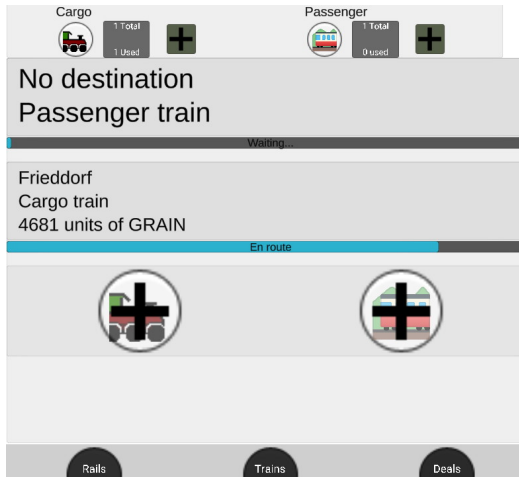 Cargo
Passenger
1 Total
1 Used
1 Total
0 used
No destination
Passenger train
Waiting...
Frieddorf
Cargo train
4681 units of GRAIN
En route
Rails
Trains
Deals